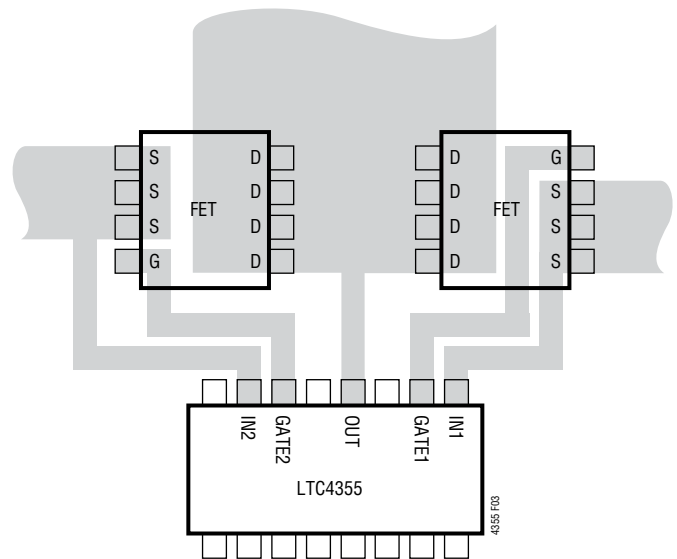 S D
S D
S D
G D
FET
D G
D S
D S
D S
FET
IN2
GATE2
OUT
GATE1
IN1
LTC4355
4355 F03